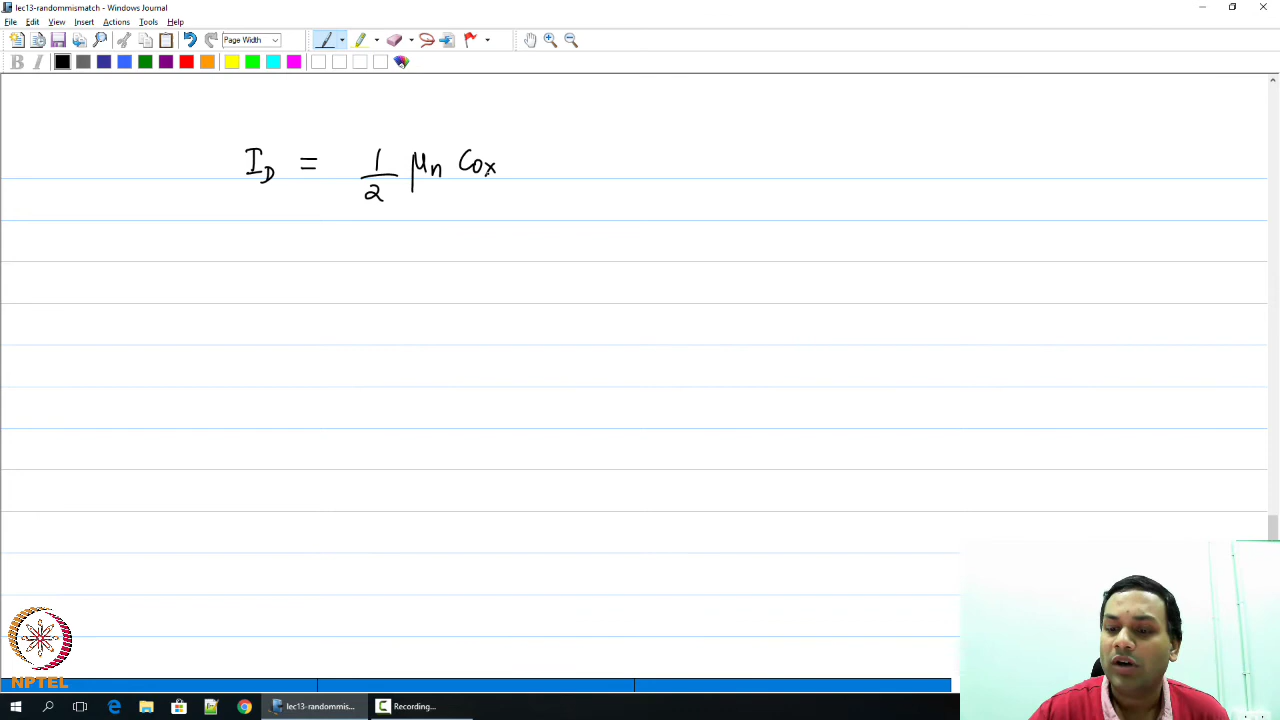 lec13-randommismatch - Windows Journal
File Edit View Insert Actions Tools Help
Page Width
B I
I_D = 1/2 μn Cox
NPTEL
lec13-randommis...
Recording...